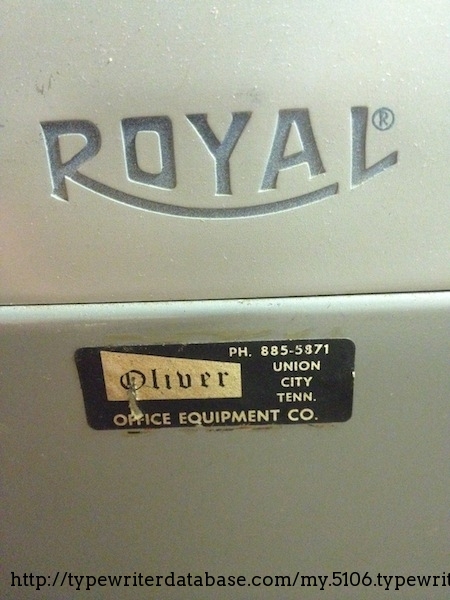 ROYAL®
PH. 885-5871
Oliver
UNION
CITY
TENN.
OFFICE EQUIPMENT CO.
http://typewriterdatabase.com/my.5106.typewrit